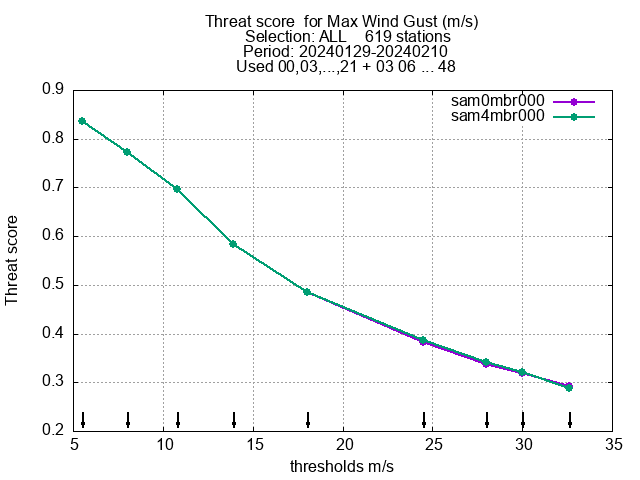 Threat score  for Max Wind Gust (m/s)
Selection: ALL    619 stations
Period: 20240129-20240210
Used 00,03,...,21 + 03 06 ... 48
sam0mbr000
sam4mbr000
0.9
0.8
0.7
0.6
0.5
0.4
0.3
0.2
Threat score
5 10 15 20 25 30 35
thresholds m/s